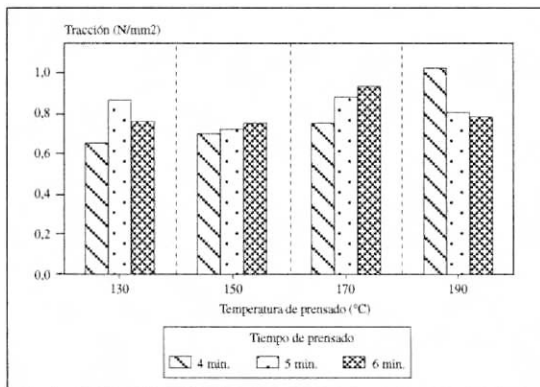 Tracción (N/mm2)
1,0
0,8
0,6
0,4
0,2
0,0
130 150 170 190
Temperatura de prensado (°C)
Tiempo de prensado
4 min. 5 min. 6 min.